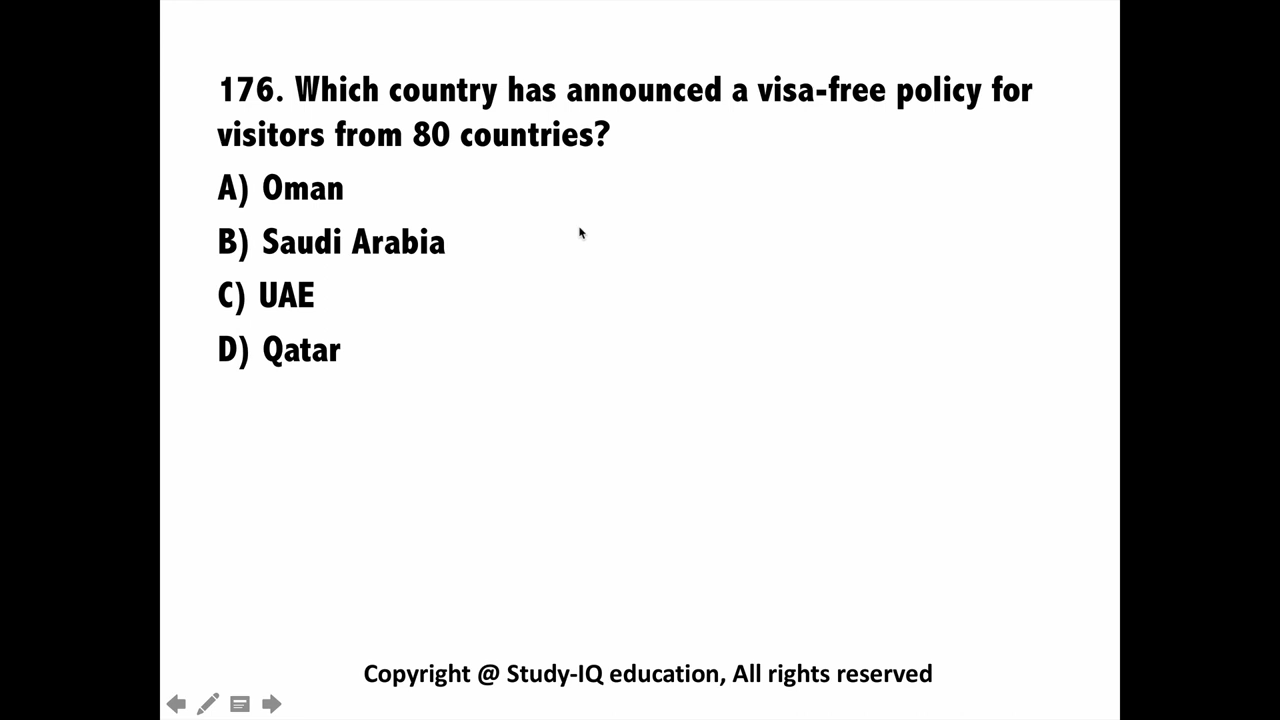 176. Which country has announced a visa-free policy for
visitors from 80 countries?
A) Oman
B) Saudi Arabia
C) UAE
D) Qatar
Copyright @ Study-IQ education, All rights reserved